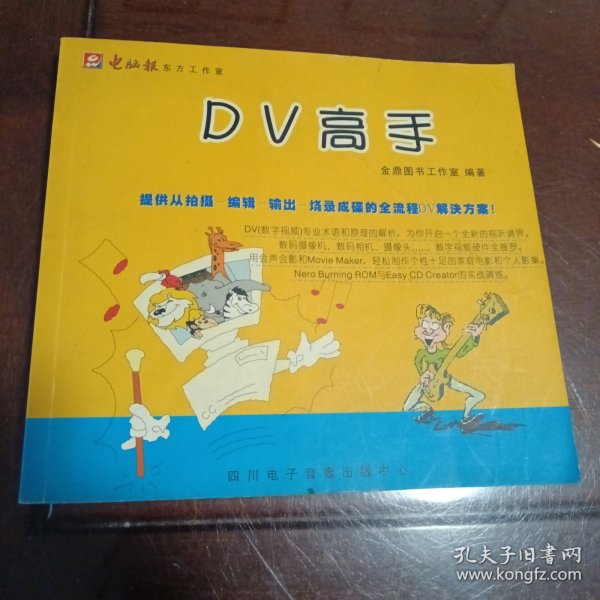 电脑报 东方工作室
DV高手
金鼎图书工作室 编著
提供从拍摄－编辑－输出－烧录成碟的全流程DV解决方案！
DV(数字视频)专业术语和原理的解析，为你开启一个全新的视听境界。
数码摄像机、数码相机、摄像头……数字视频硬件全接罗。
用会声会影和Movie Maker，轻松制作个性十足的家庭电影和个人影集。
Nero Burning ROM与Easy CD Creator的实战演练。
四川电子音像出版中心
孔夫子旧书网
www.kongfz.com